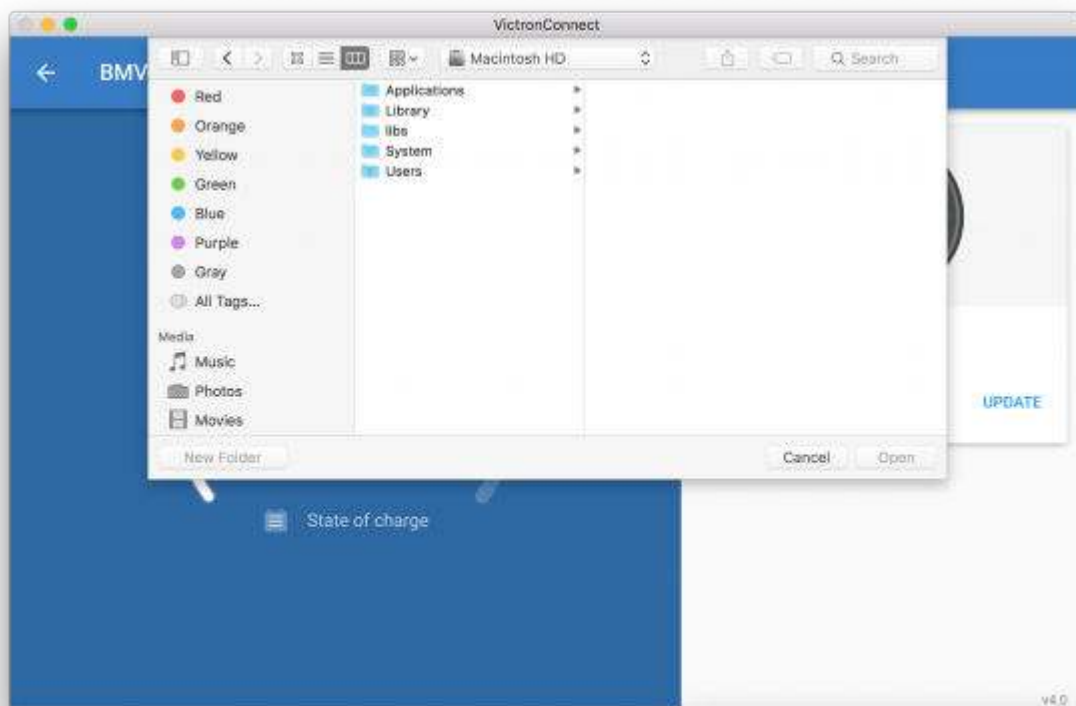 VictronConnect
BMV
Macintosh HD
Search
Red
Orange
Yellow
Green
Blue
Purple
Gray
All Tags...
Media
Music
Photos
Movies
Applications
Library
libs
System
Users
New Folder
Cancel
Open
UPDATE
State of charge
v4.0